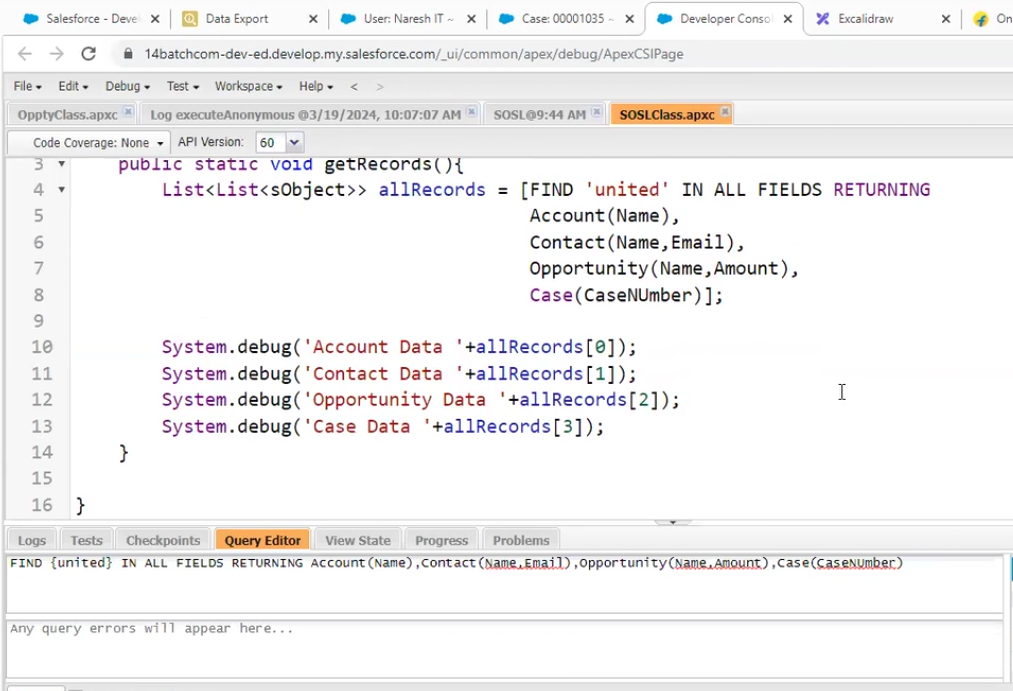 Salesforce - Devel
Data Export
User: Naresh IT ~
Case: 00001035 ~
Developer Consol
Excalidraw
On
14batchcom-dev-ed.develop.my.salesforce.com/_ui/common/apex/debug/ApexCSIPage
File Edit Debug Test Workspace Help < >
OpptyClass.apxc Log executeAnonymous @3/19/2024, 10:07:07 AM SOSL@9:44 AM SOSLClass.apxc
Code Coverage: None API Version: 60
3 public static void getRecords(){
4 List<List<sObject>> allRecords = [FIND 'united' IN ALL FIELDS RETURNING
5 Account(Name),
6 Contact(Name,Email),
7 Opportunity(Name,Amount),
8 Case(CaseNUmber)];
9
10 System.debug('Account Data '+allRecords[0]);
11 System.debug('Contact Data '+allRecords[1]);
12 System.debug('Opportunity Data '+allRecords[2]);
13 System.debug('Case Data '+allRecords[3]);
14 }
15
16 }
Logs Tests Checkpoints Query Editor View State Progress Problems
FIND {united} IN ALL FIELDS RETURNING Account(Name),Contact(Name,Email),Opportunity(Name,Amount),Case(CaseNUmber)
Any query errors will appear here...